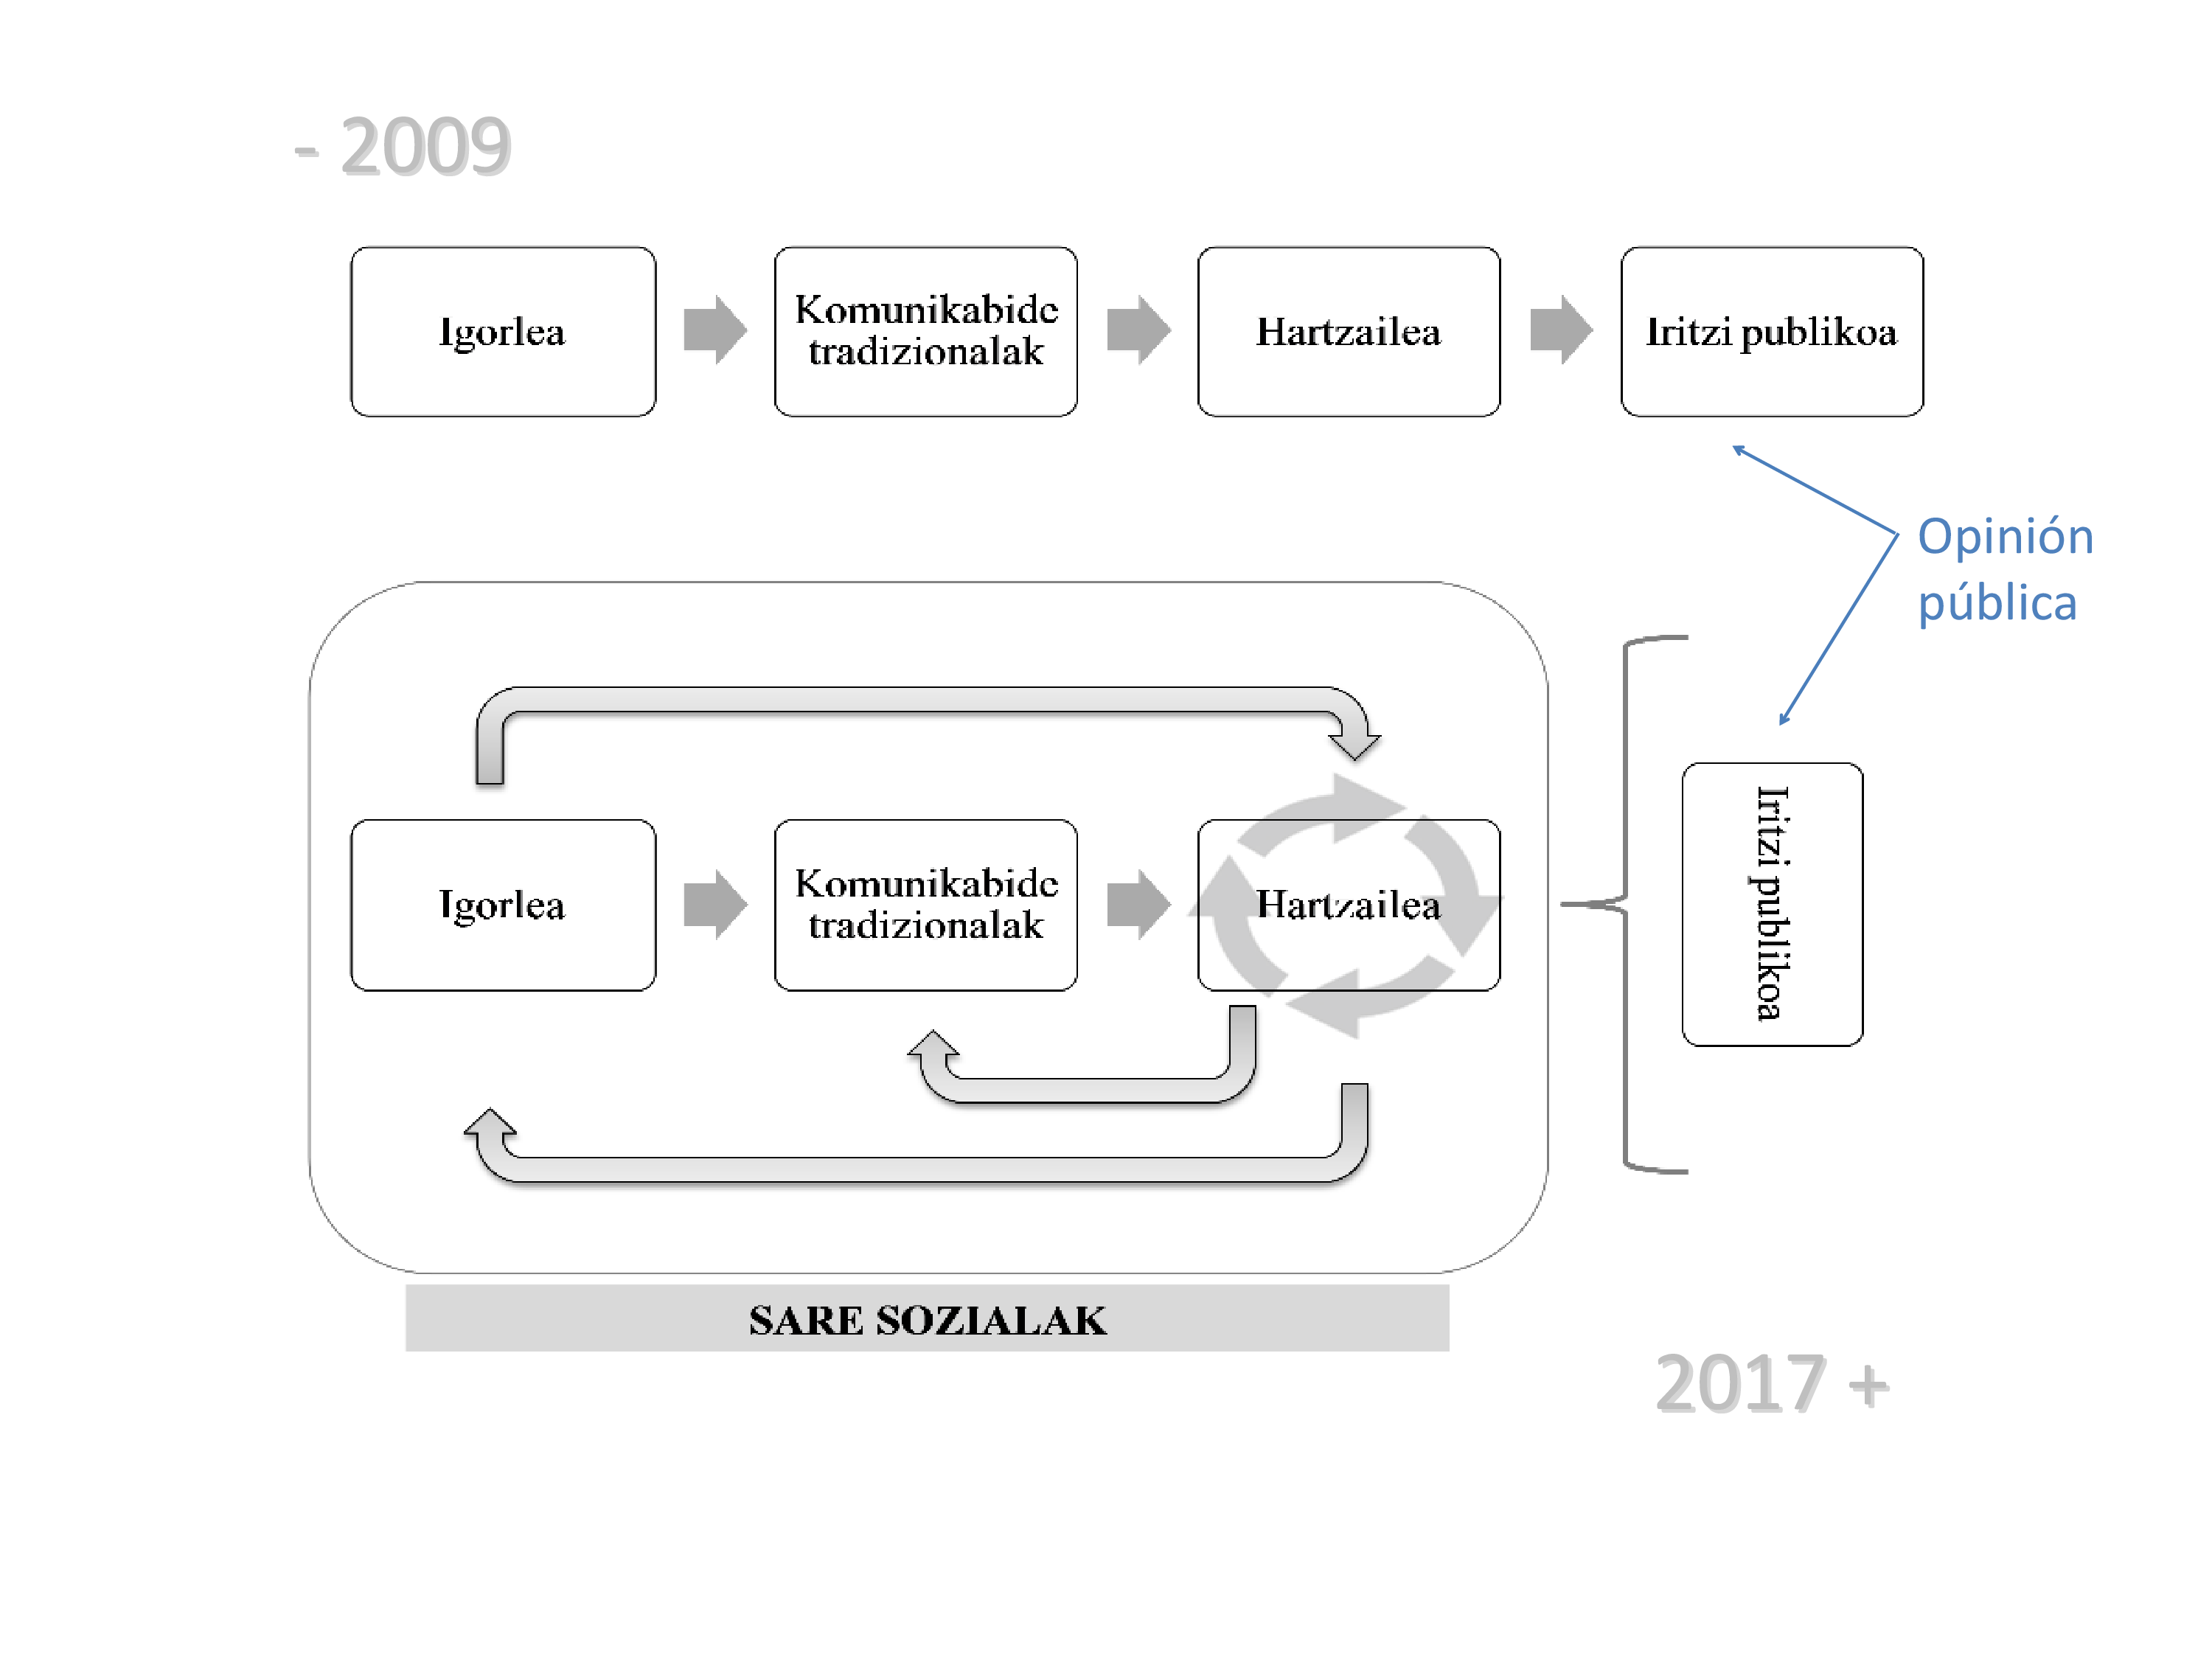 - 2009
Igorlea
Komunikabide
tradizionalak
Hartzailea
Iritzi publikoa
Opinión
pública
Igorlea
Komunikabide
tradizionalak
Hartzailea
Iritzi publikoa
SARE SOZIALAK
2017 +